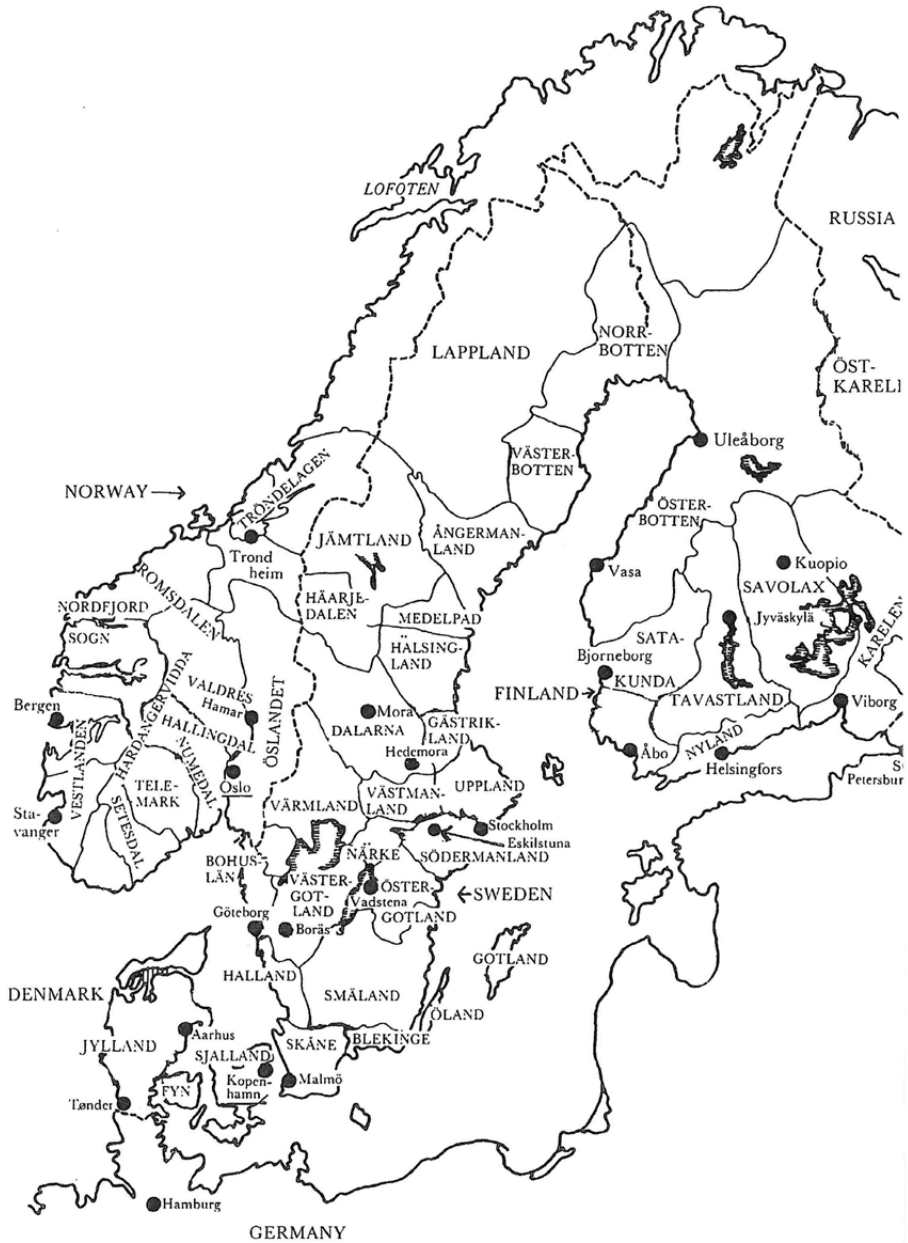 LOFOTEN
RUSSIA
NORR-
BOTTEN
LAPPLAND
ÖST-
KARELI
Uleåborg
VÄSTER-
BOTTEN
NORWAY
TRÖNDELAGEN
ÖSTER-
BOTTEN
ÅNGERMAN-
LAND
JÄMTLAND
Trond
heim
Vasa
Kuopio
SAVOLAX
ROMSDALEN
HÄARJE-
DALEN
NORDFJORD
MEDELPAD
Jyväskylä
SOGN
SATA-
KUNDA
HÄLSING-
LAND
KARELEN
Bjorneborg
FINLAND
TAVASTLAND
VALDRES
Hamar
Bergen
HARDANGERVIDDA
HALLINGDAL
ÖSLANDET
Mora
DALARNA
GÄSTRIK-
LAND
Viborg
NYLAND
Åbo
Helsingfors
Hedemora
VESTLANDEN
NUMEDAL
Oslo
TELE-
MARK
UPPLAND
VÄSTMAN-
LAND
S
Petersbur
Sta-
vanger
SETESDAL
VÄRMLAND
Stockholm
Eskilstuna
BOHUS-
LÄN
NÄRKE
SÖDERMANLAND
VÄSTER-
GOT-
LAND
ÖSTER-
Vadstena
GOTLAND
SWEDEN
Göteborg
Borås
GOTLAND
HALLAND
DENMARK
SMÄLAND
ÖLAND
Aarhus
JYLLAND
SJALLAND
SKÅNE
BLEKINGE
Kopen-
hamn
Malmö
FYN
Tønder
Hamburg
GERMANY